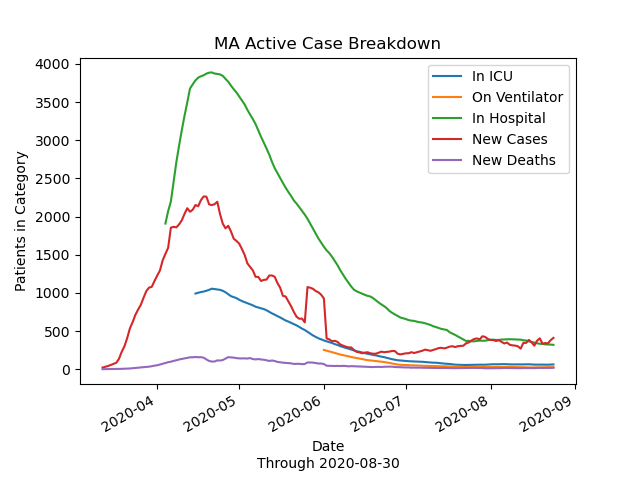 MA Active Case Breakdown
In ICU
On Ventilator
In Hospital
New Cases
New Deaths
Patients in Category
4000
3500
3000
2500
2000
1500
1000
500
0
2020-04
2020-05
2020-06
2020-07
2020-08
2020-09
Date
Through 2020-08-30